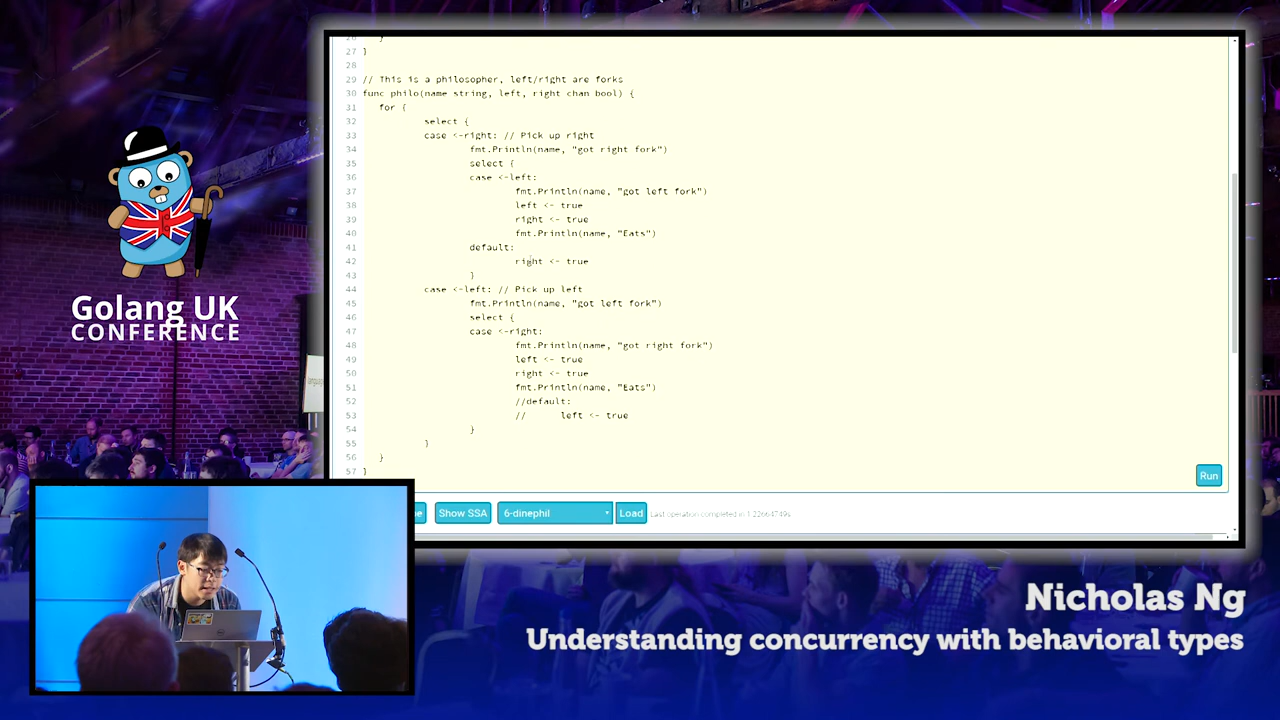 Golang UK
CONFERENCE
26 }
27 }
28
29 // This is a philosopher, left/right are forks
30 func philo(name string, left, right chan bool) {
31 for {
32 select {
33 case <-right: // Pick up right
34 fmt.Println(name, "got right fork")
35 select {
36 case <-left:
37 fmt.Println(name, "got left fork")
38 left <- true
39 right <- true
40 fmt.Println(name, "Eats")
41 default:
42 right <- true
43 }
44 case <-left: // Pick up left
45 fmt.Println(name, "got left fork")
46 select {
47 case <-right:
48 fmt.Println(name, "got right fork")
49 left <- true
50 right <- true
51 fmt.Println(name, "Eats")
52 //default:
53 // left <- true
54 }
55 }
56 }
57 }
Run
Show SSA
6-dinephil
Load
Last operation completed in
Nicholas Ng
Understanding concurrency with behavioral types